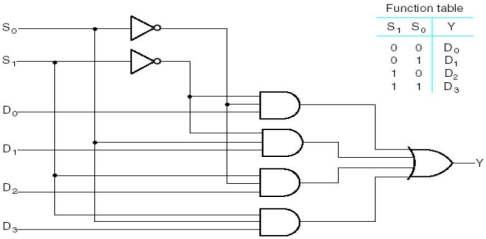 Function table
S1 S0 Y
0 0 D0
0 1 D1
1 0 D2
1 1 D3
S0
S1
D0
D1
D2
D3
Y